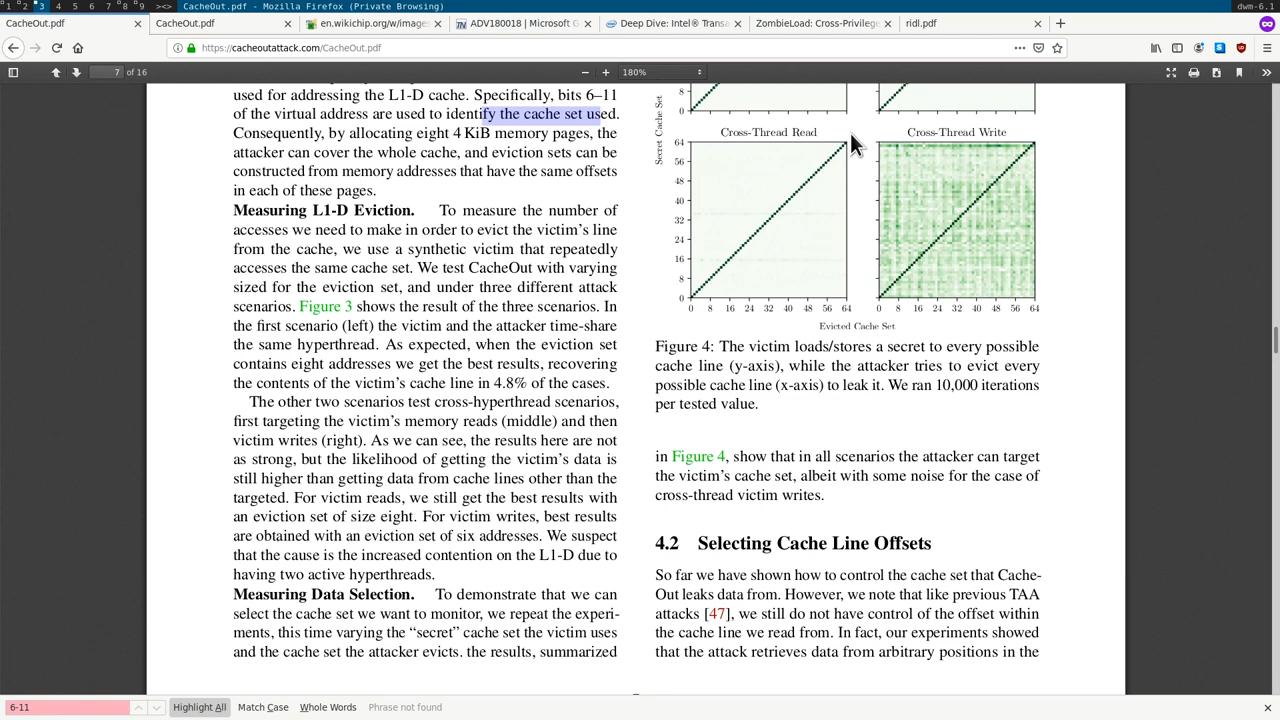 1 2 3 4 5 6 7 8 9 []= CacheOut.pdf - Mozilla Firefox (Private Browsing) dwm-6.1
CacheOut.pdf × CacheOut.pdf × en.wikichip.org/w/images × ADV180018 | Microsoft G × Deep Dive: Intel® Transa × ZombieLoad: Cross-Privilege × ridl.pdf × +
https://cacheoutattack.com/CacheOut.pdf
7 of 16 − + 180%
used for addressing the L1-D cache. Specifically, bits 6–11
of the virtual address are used to identify the cache set used.
Consequently, by allocating eight 4 KiB memory pages, the
attacker can cover the whole cache, and eviction sets can be
constructed from memory addresses that have the same offsets
in each of these pages.
Measuring L1-D Eviction. To measure the number of
accesses we need to make in order to evict the victim's line
from the cache, we use a synthetic victim that repeatedly
accesses the same cache set. We test CacheOut with varying
sized for the eviction set, and under three different attack
scenarios. Figure 3 shows the result of the three scenarios. In
the first scenario (left) the victim and the attacker time-share
the same hyperthread. As expected, when the eviction set
contains eight addresses we get the best results, recovering
the contents of the victim's cache line in 4.8% of the cases.
The other two scenarios test cross-hyperthread scenarios,
first targeting the victim's memory reads (middle) and then
victim writes (right). As we can see, the results here are not
as strong, but the likelihood of getting the victim's data is
still higher than getting data from cache lines other than the
targeted. For victim reads, we still get the best results with
an eviction set of size eight. For victim writes, best results
are obtained with an eviction set of six addresses. We suspect
that the cause is the increased contention on the L1-D due to
having two active hyperthreads.
Measuring Data Selection. To demonstrate that we can
select the cache set we want to monitor, we repeat the experi-
ments, this time varying the “secret” cache set the victim uses
and the cache set the attacker evicts. the results, summarized
Secret Cache Set
8
0
Cross-Thread Read Cross-Thread Write
64
48
40
32
24
16
8
0
0 8 16 24 32 40 48 56 64 0 8 16 24 32 40 48 56 64
Evicted Cache Set
Figure 4: The victim loads/stores a secret to every possible
cache line (y-axis), while the attacker tries to evict every
possible cache line (x-axis) to leak it. We ran 10,000 iterations
per tested value.
in Figure 4, show that in all scenarios the attacker can target
the victim's cache set, albeit with some noise for the case of
cross-thread victim writes.
4.2 Selecting Cache Line Offsets
So far we have shown how to control the cache set that Cache-
Out leaks data from. However, we note that like previous TAA
attacks [47], we still do not have control of the offset within
the cache line we read from. In fact, our experiments showed
that the attack retrieves data from arbitrary positions in the
6-11 Highlight All Match Case Whole Words Phrase not found ×